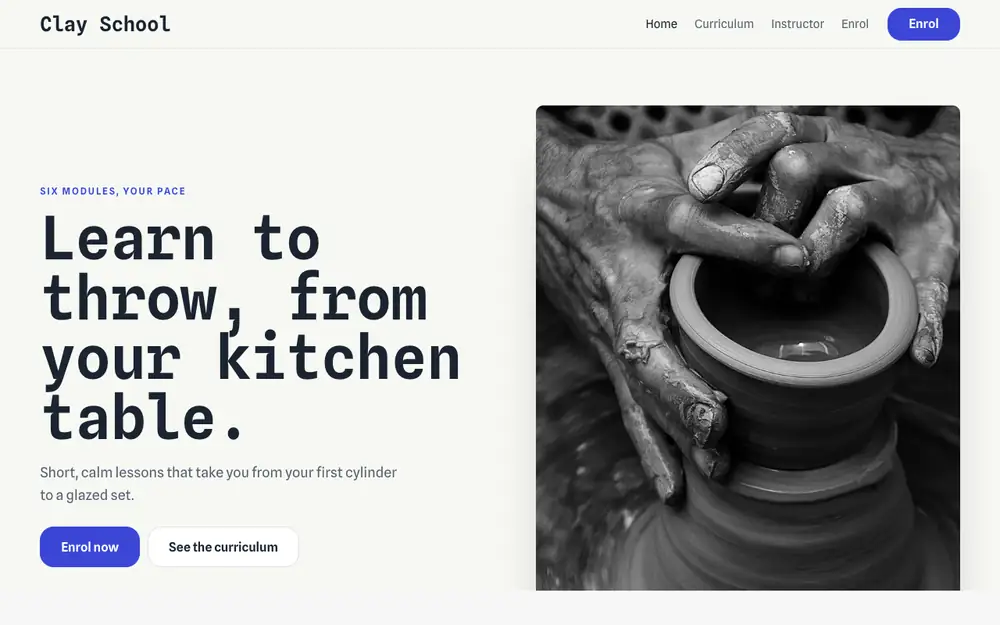 Clay School
Home Curriculum Instructor Enrol Enrol
SIX MODULES, YOUR PACE
Learn to
throw, from
your kitchen
table.
Short, calm lessons that take you from your first cylinder
to a glazed set.
Enrol now See the curriculum